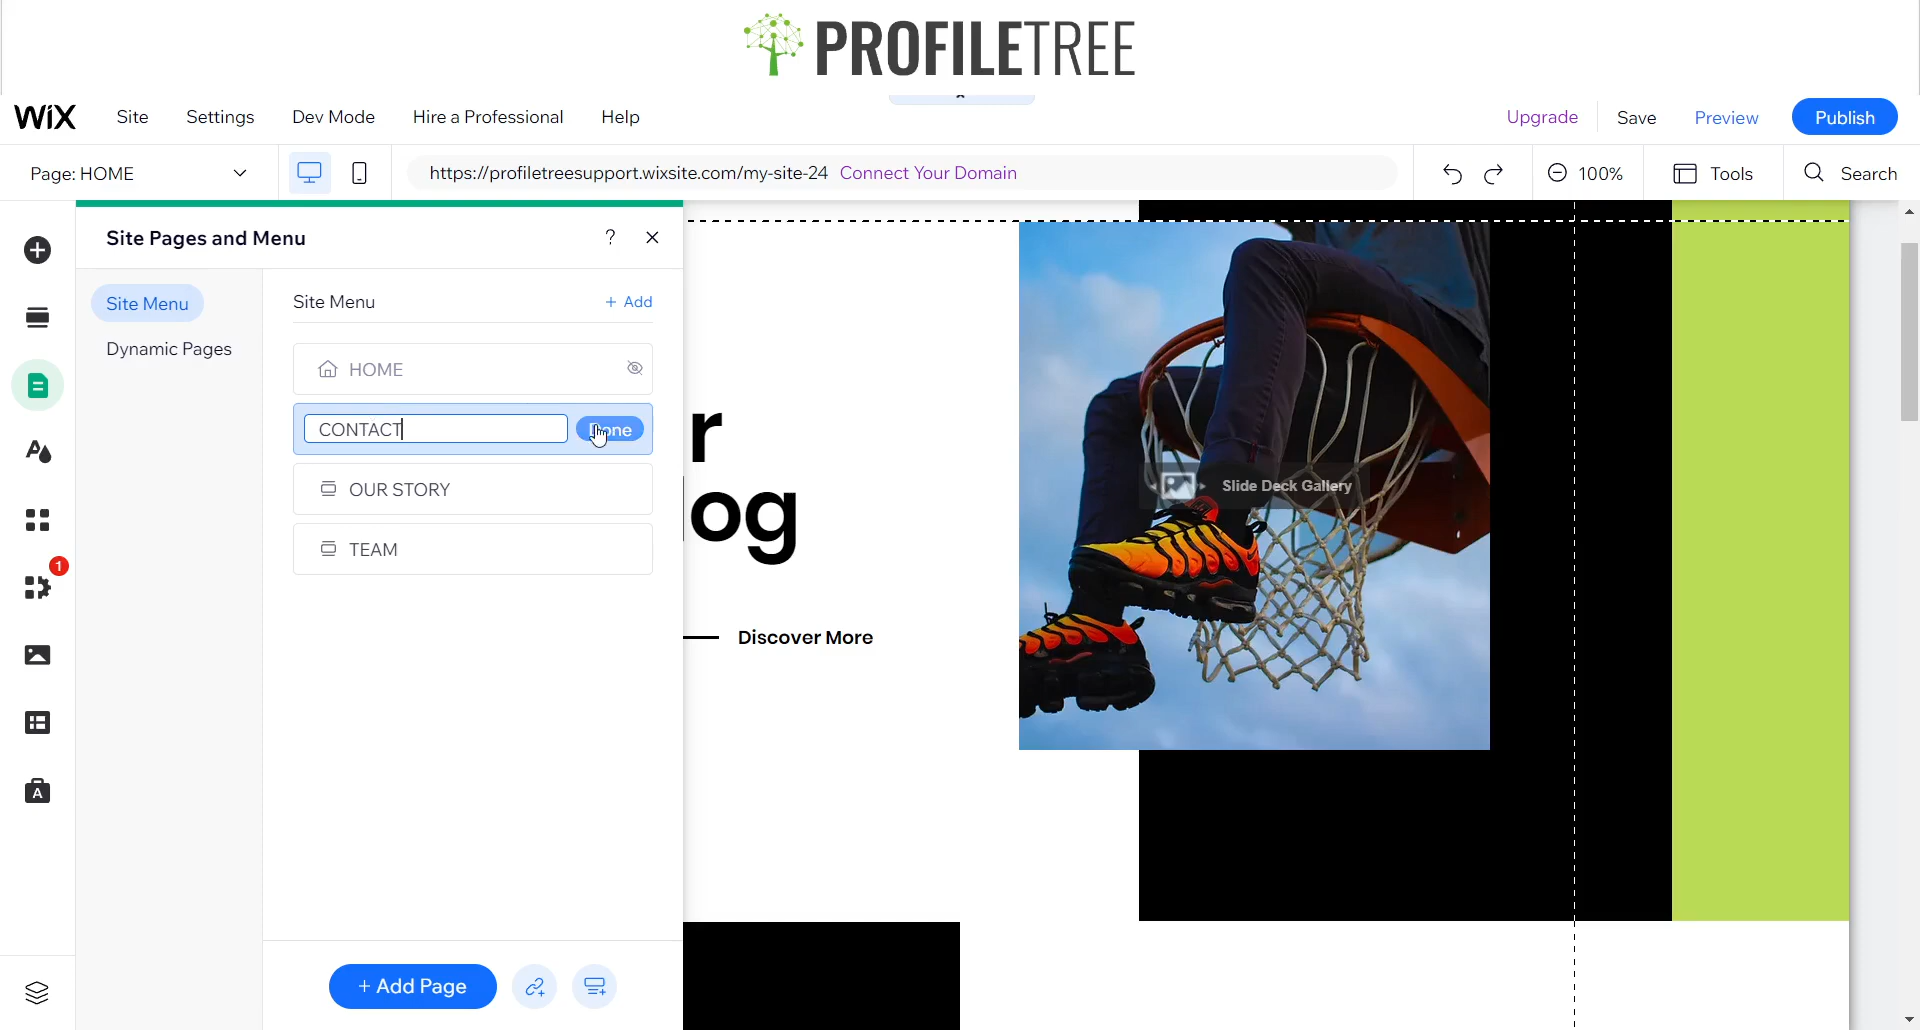 PROFILETREE
WiX Site Settings Dev Mode Hire a Professional Help Upgrade Save Preview Publish
Page: HOME https://profiletreesupport.wixsite.com/my-site-24 Connect Your Domain 100% Tools Search
Site Pages and Menu ?
Site Menu
Dynamic Pages
Site Menu + Add
HOME
CONTACT Done
OUR STORY
TEAM
+ Add Page
1
A
r
log
Discover More
Slide Deck Gallery